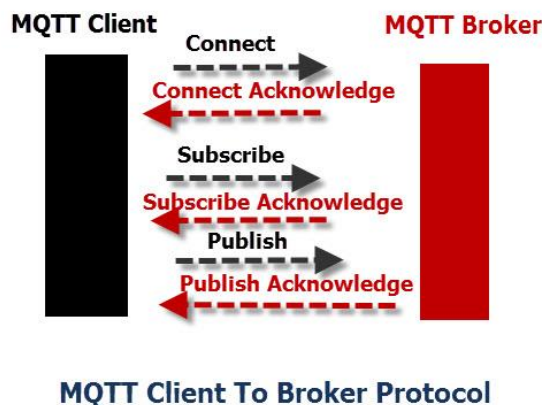 MQTT Client
MQTT Broker
Connect
Connect Acknowledge
Subscribe
Subscribe Acknowledge
Publish
Publish Acknowledge
MQTT Client To Broker Protocol